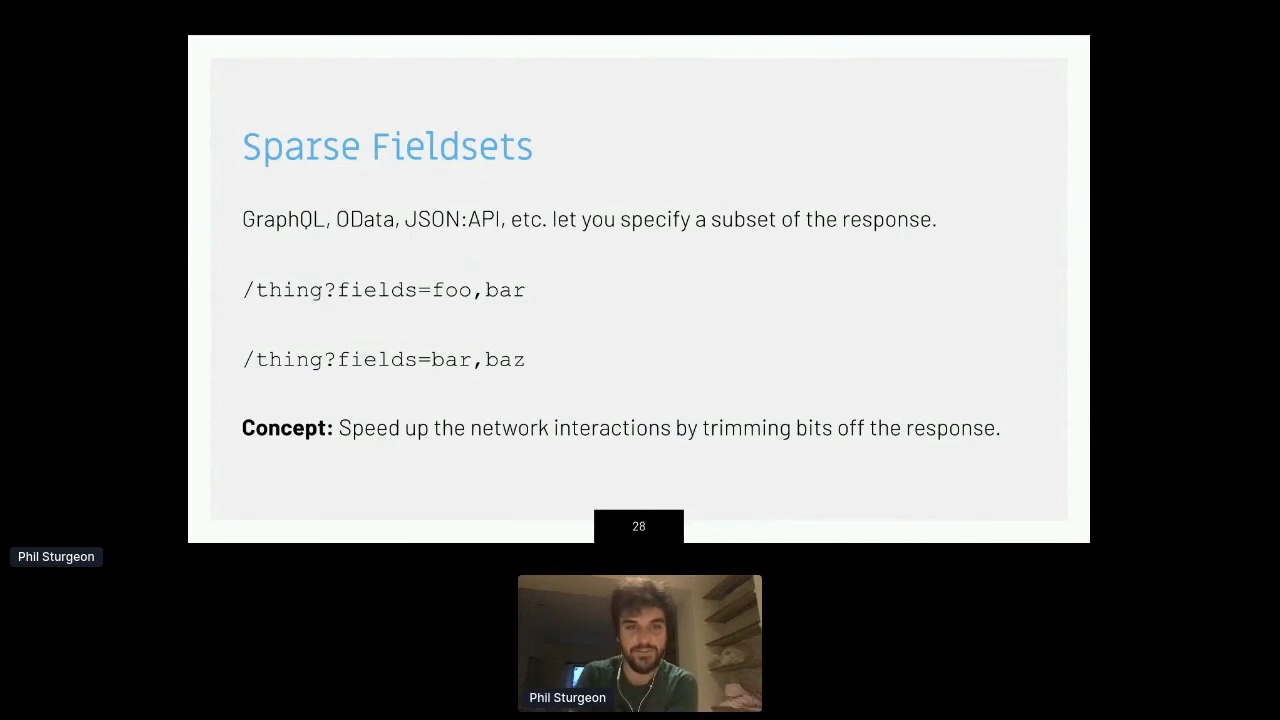 Sparse Fieldsets
GraphQL, OData, JSON:API, etc. let you specify a subset of the response.
/thing?fields=foo,bar
/thing?fields=bar,baz
Concept: Speed up the network interactions by trimming bits off the response.
28
Phil Sturgeon
Phil Sturgeon